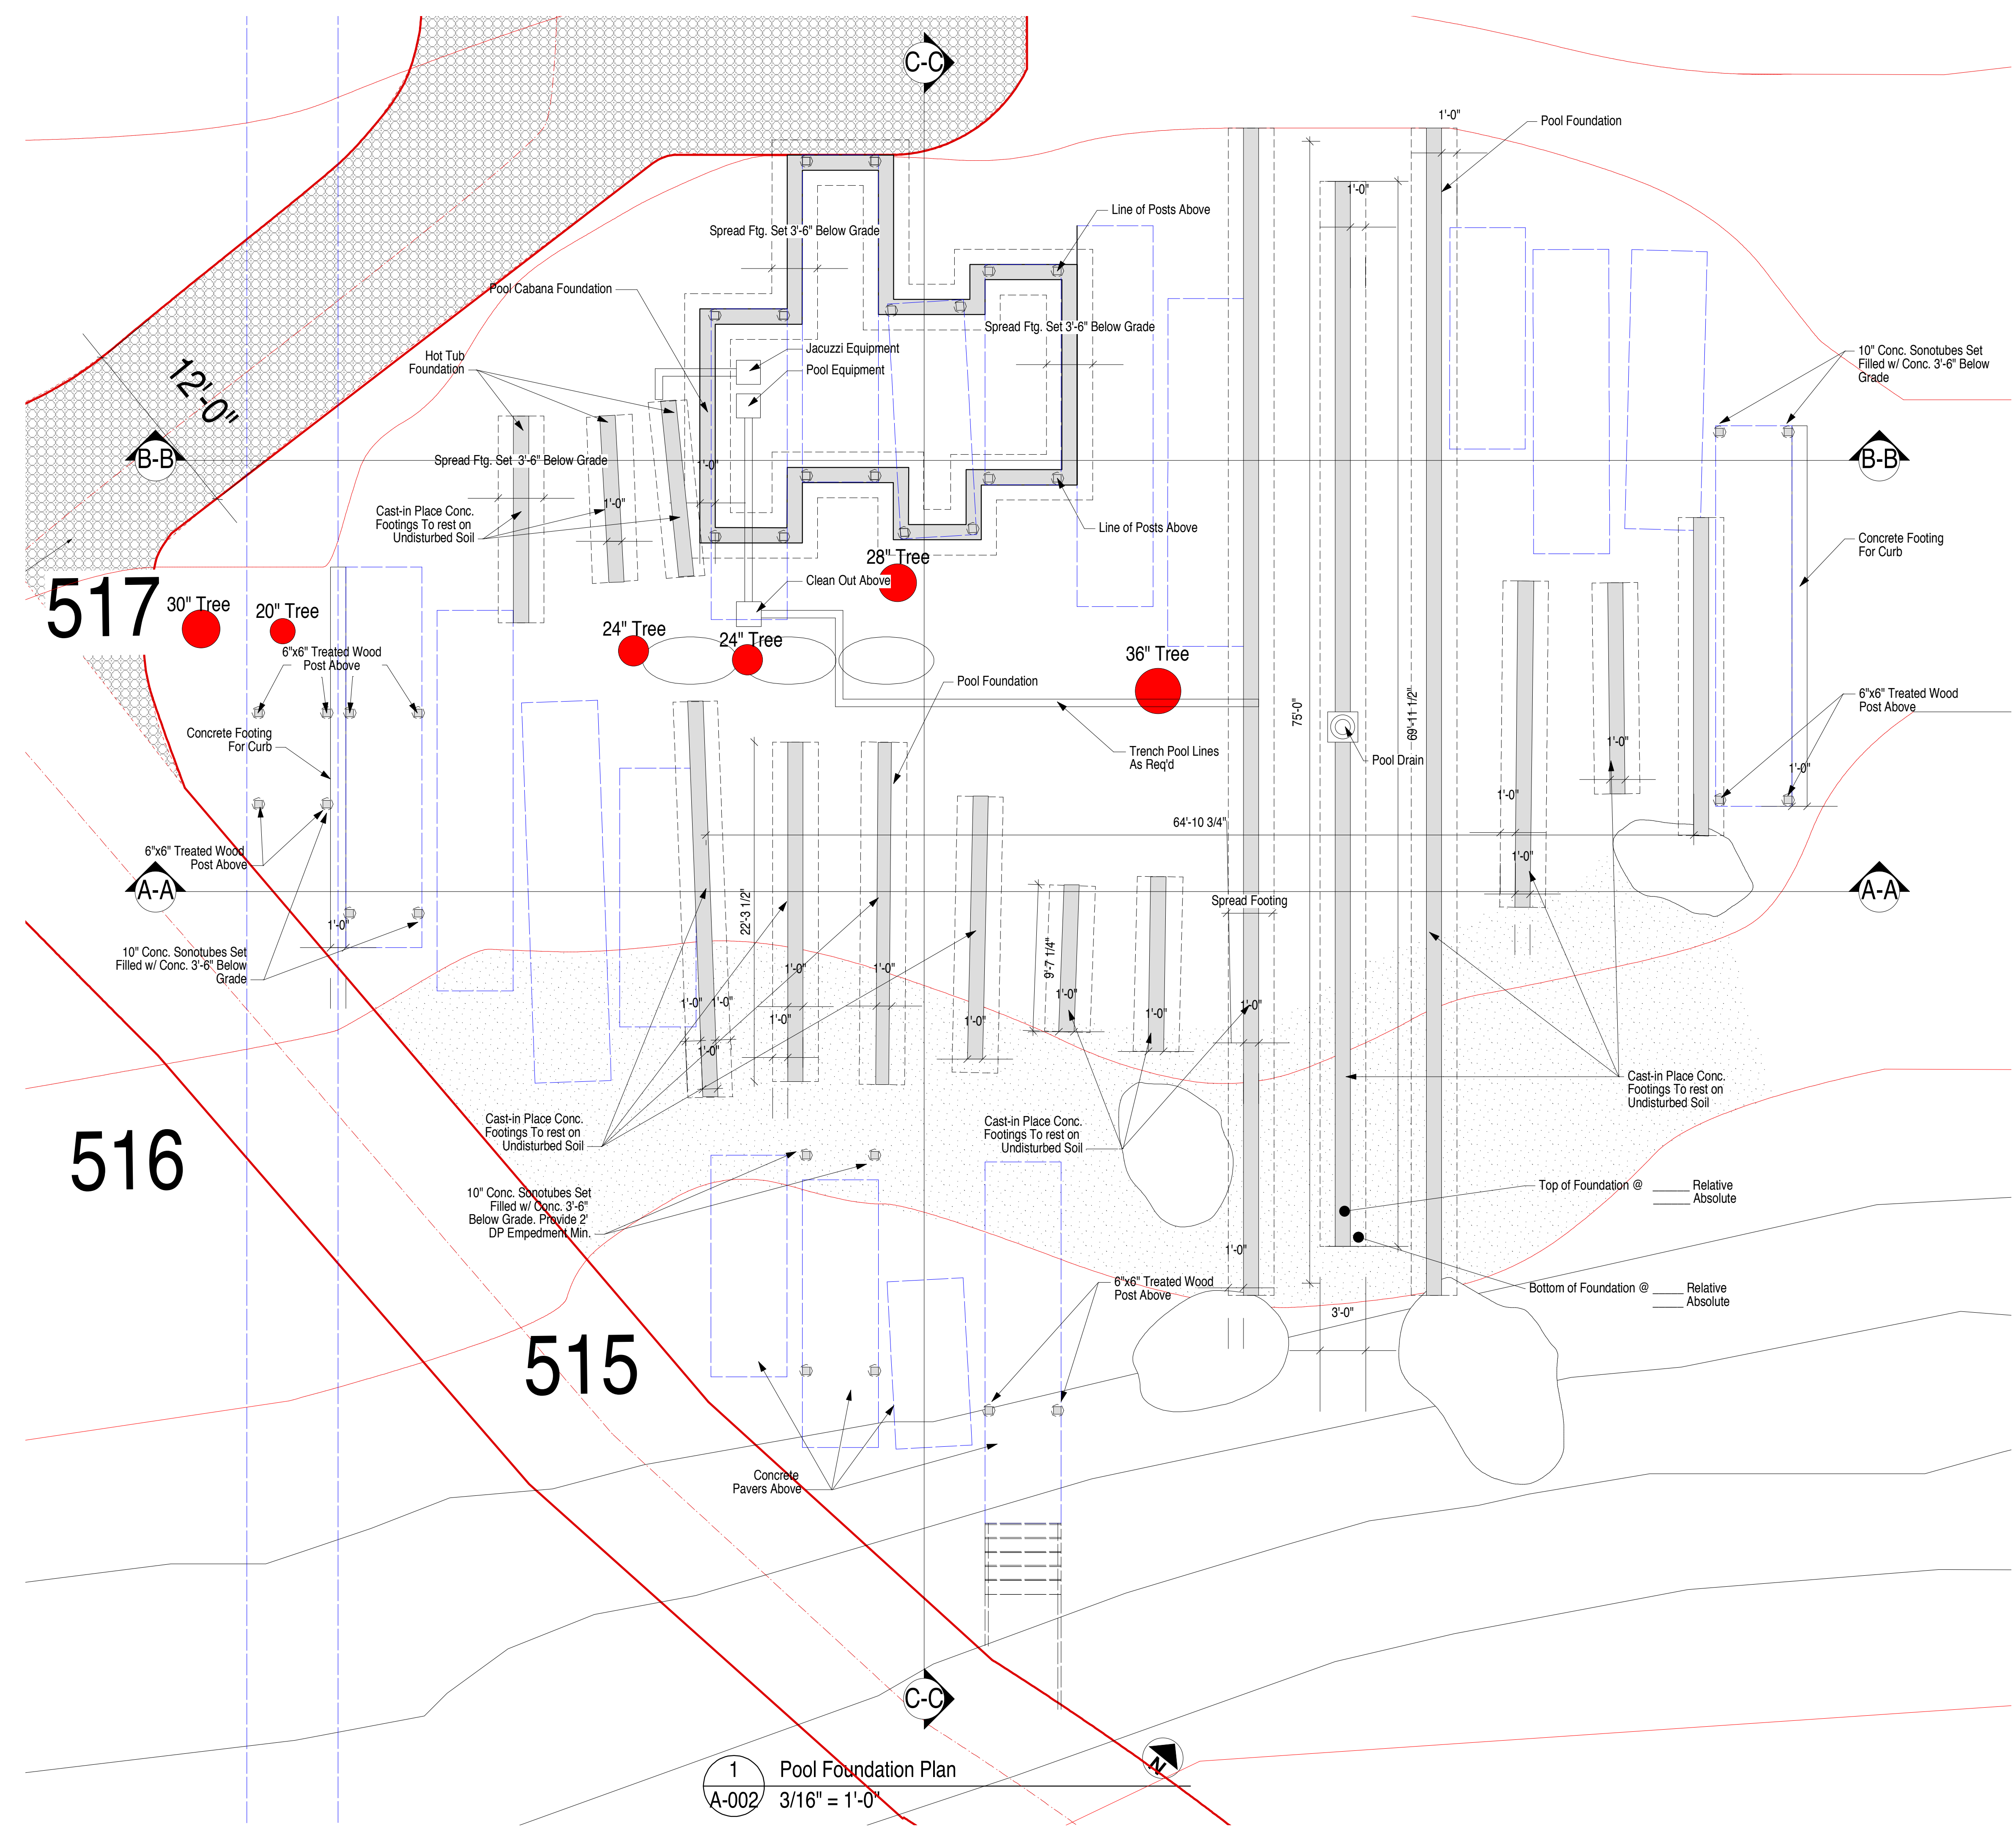 C-C
1'-0"
Pool Foundation
1'-0"
Line of Posts Above
Spread Ftg. Set 3'-6" Below Grade
Pool Cabana Foundation
Spread Ftg. Set 3'-6" Below Grade
Jacuzzi Equipment
Hot Tub
Foundation
Pool Equipment
10" Conc. Sonotubes Set
Filled w/ Conc. 3'-6" Below
Grade
12'-0"
B-B
Spread Ftg. Set 3'-6" Below Grade
1'-0"
B-B
1'-0"
Cast-in Place Conc.
Footings To rest on
Undisturbed Soil
Line of Posts Above
Concrete Footing
For Curb
28" Tree
Clean Out Above
517
30" Tree
20" Tree
24" Tree
24" Tree
36" Tree
6"x6" Treated Wood
Post Above
Pool Foundation
75'-0"
69'-11 1/2"
6"x6" Treated Wood
Post Above
Concrete Footing
For Curb
Trench Pool Lines
As Req'd
Pool Drain
1'-0"
1'-0"
1'-0"
64'-10 3/4"
6"x6" Treated Wood
Post Above
1'-0"
A-A
A-A
22'-3 1/2"
Spread Footing
1'-0"
10" Conc. Sonotubes Set
Filled w/ Conc. 3'-6" Below
Grade
9'-7 1/4"
1'-0"
1'-0"
1'-0"
1'-0"
1'-0"
1'-0"
1'-0"
1'-0"
1'-0"
1'-0"
1'-0"
Cast-in Place Conc.
Footings To rest on
Undisturbed Soil
Cast-in Place Conc.
Footings To rest on
Undisturbed Soil
Cast-in Place Conc.
Footings To rest on
Undisturbed Soil
516
10" Conc. Sonotubes Set
Filled w/ Conc. 3'-6"
Below Grade. Provide 2'
DP Empedment Min.
Top of Foundation @ ______ Relative
______ Absolute
1'-0"
6"x6" Treated Wood
Post Above
Bottom of Foundation @ _____ Relative
_____ Absolute
3'-0"
515
Concrete
Pavers Above
C-C
N
1
Pool Foundation Plan
A-002
3/16" = 1'-0"